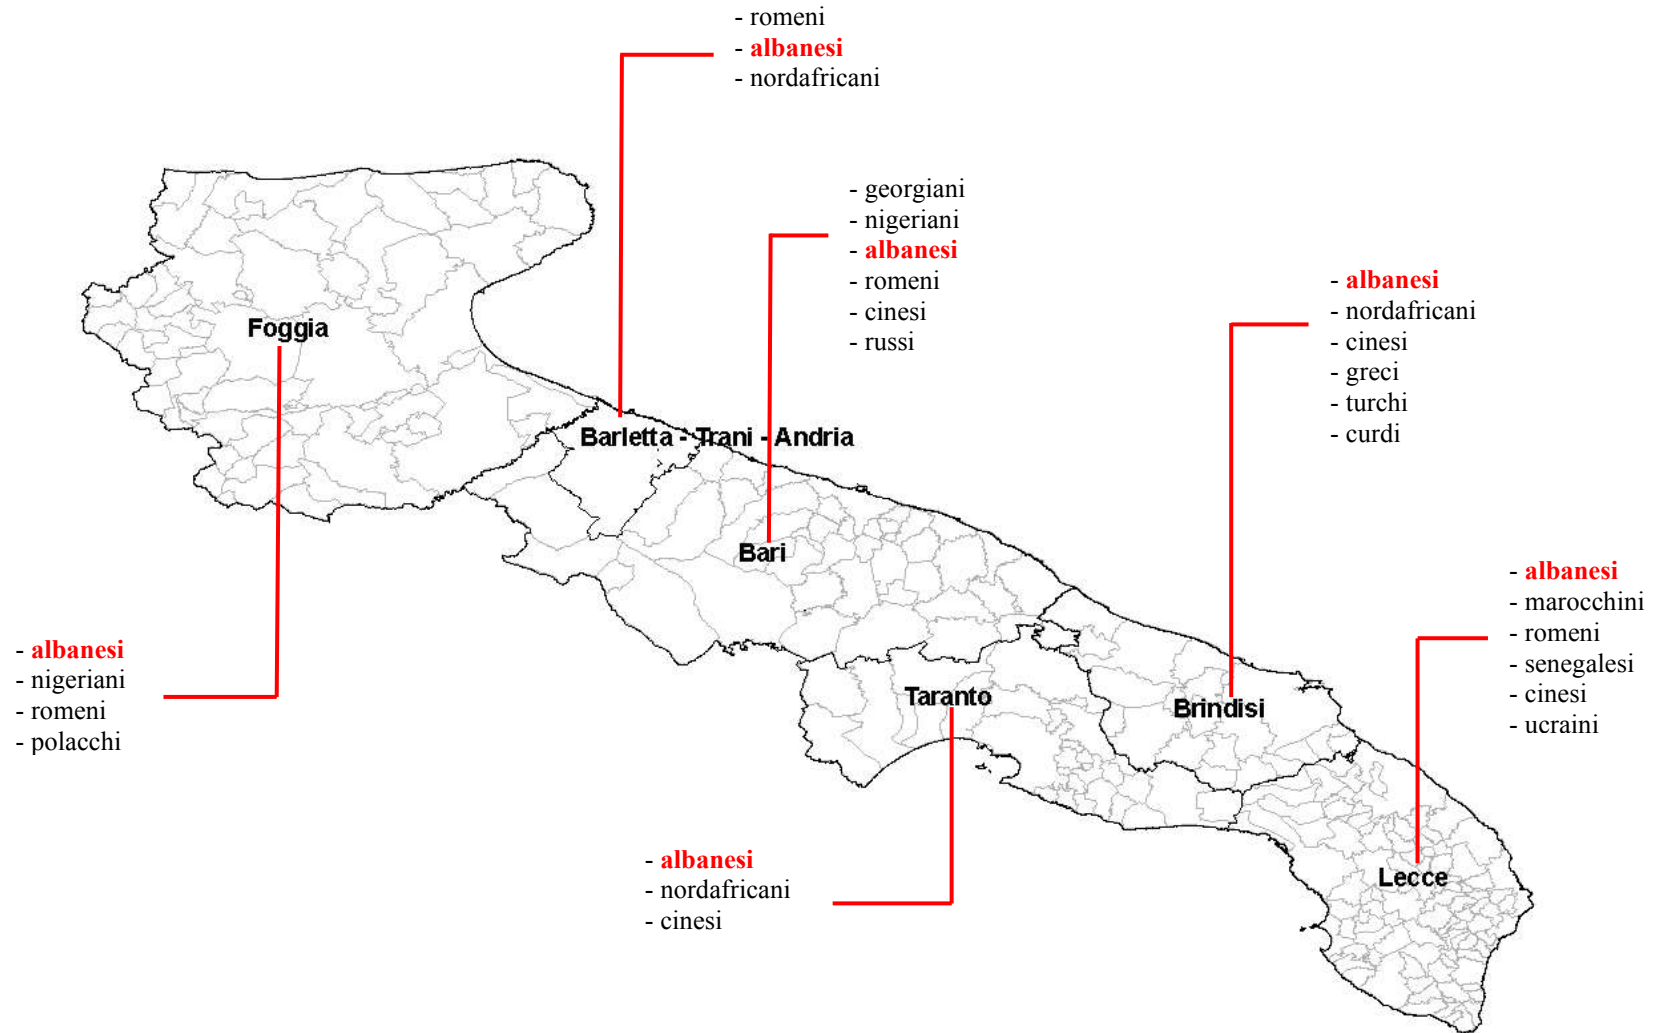 - romeni
- albanesi
- nordafricani
- georgiani
- nigeriani
- albanesi
- romeni
- cinesi
- russi
- albanesi
- nordafricani
- cinesi
- greci
- turchi
- curdi
Foggia
Barletta - Trani - Andria
Bari
- albanesi
- marocchini
- romeni
- senegalesi
- cinesi
- ucraini
- albanesi
- nigeriani
- romeni
- polacchi
Taranto
Brindisi
- albanesi
- nordafricani
- cinesi
Lecce